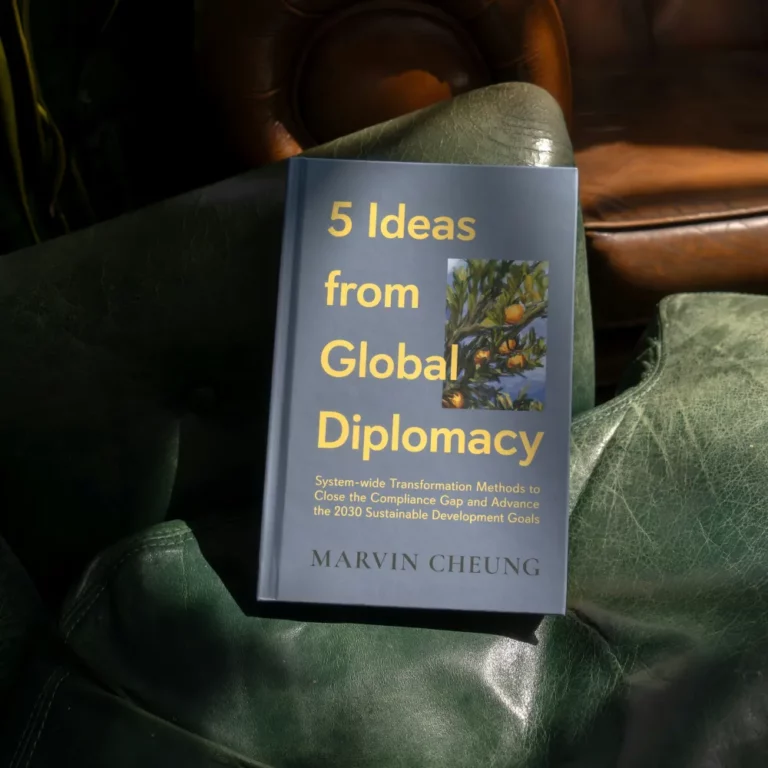 5 Ideas
from
Global
Diplomacy
System-wide Transformation Methods to
Close the Compliance Gap and Advance
the 2030 Sustainable Development Goals
MARVIN CHEUNG